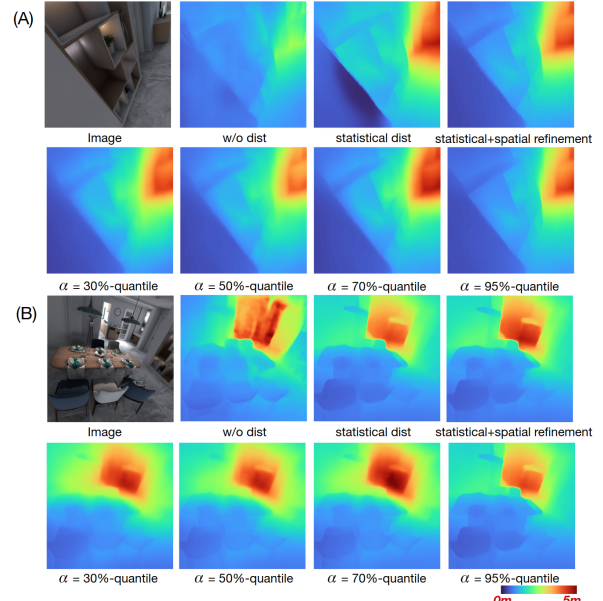 (A)
Image w/o dist statistical dist statistical+spatial refinement
α = 30%-quantile α = 50%-quantile α = 70%-quantile α = 95%-quantile
(B)
Image w/o dist statistical dist statistical+spatial refinement
α = 30%-quantile α = 50%-quantile α = 70%-quantile α = 95%-quantile
0m 5m